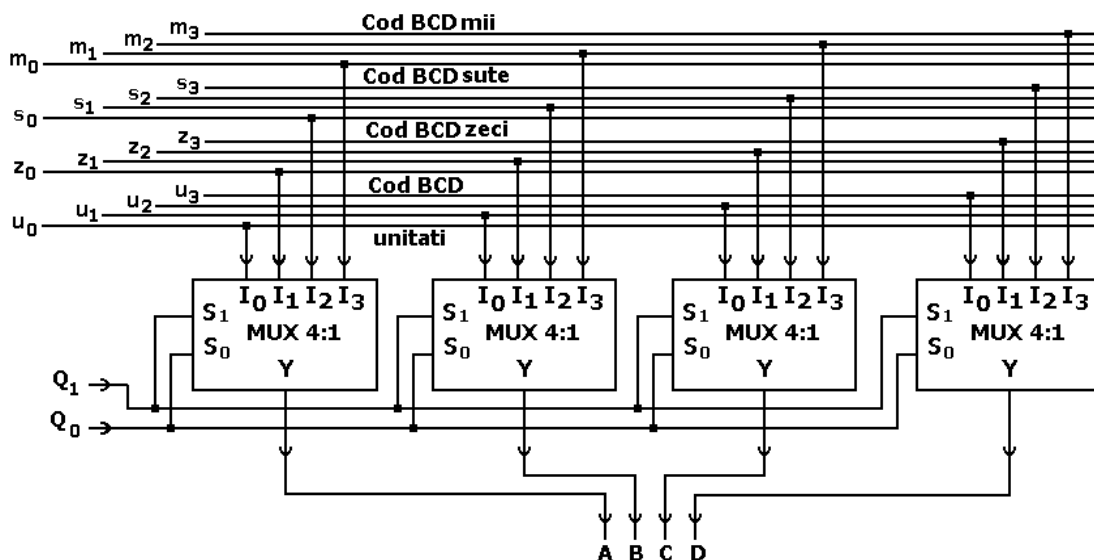 Cod BCD mii
m3
m2
m1
m0
Cod BCD sute
s3
s2
s1
s0
Cod BCD zeci
z3
z2
z1
z0
Cod BCD
u3
u2
u1
u0
unitati
I0 I1 I2 I3
S1
MUX 4:1
S0
Y
I0 I1 I2 I3
S1
MUX 4:1
S0
Y
I0 I1 I2 I3
S1
MUX 4:1
S0
Y
I0 I1 I2 I3
S1
MUX 4:1
S0
Y
Q1
Q0
A B C D